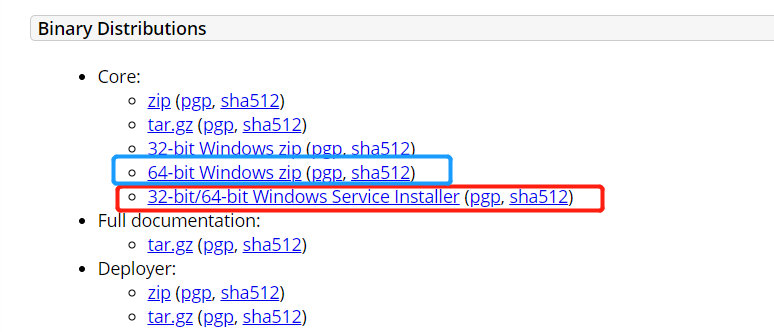 Binary Distributions
Core:
zip (pgp, sha512)
tar.gz (pgp, sha512)
32-bit Windows zip (pgp, sha512)
64-bit Windows zip (pgp, sha512)
32-bit/64-bit Windows Service Installer (pgp, sha512)
Full documentation:
tar.gz (pgp, sha512)
Deployer:
zip (pgp, sha512)
tar.gz (pgp, sha512)